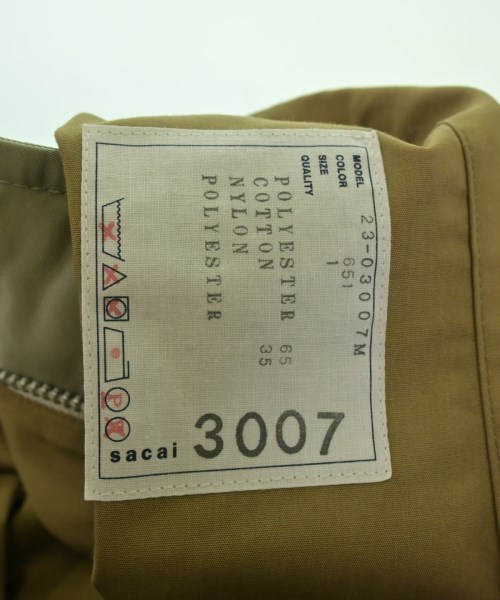 MODEL 23-03007M
COLOR 651
SIZE 1
QUALITY
POLYESTER 65
COTTON 35
NYLON
POLYESTER
P
sacai 3007